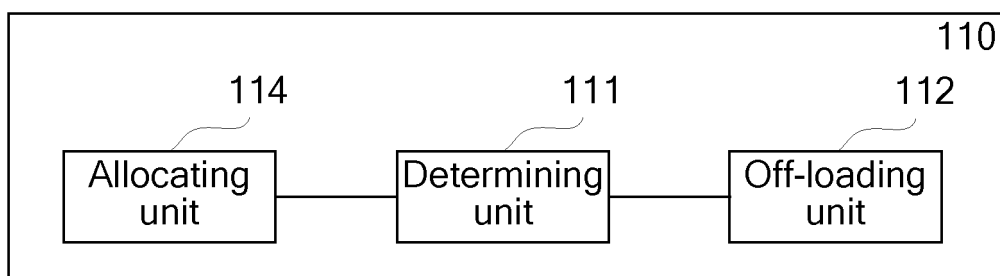 110
114
111
112
Allocating
unit
Determining
unit
Off-loading
unit